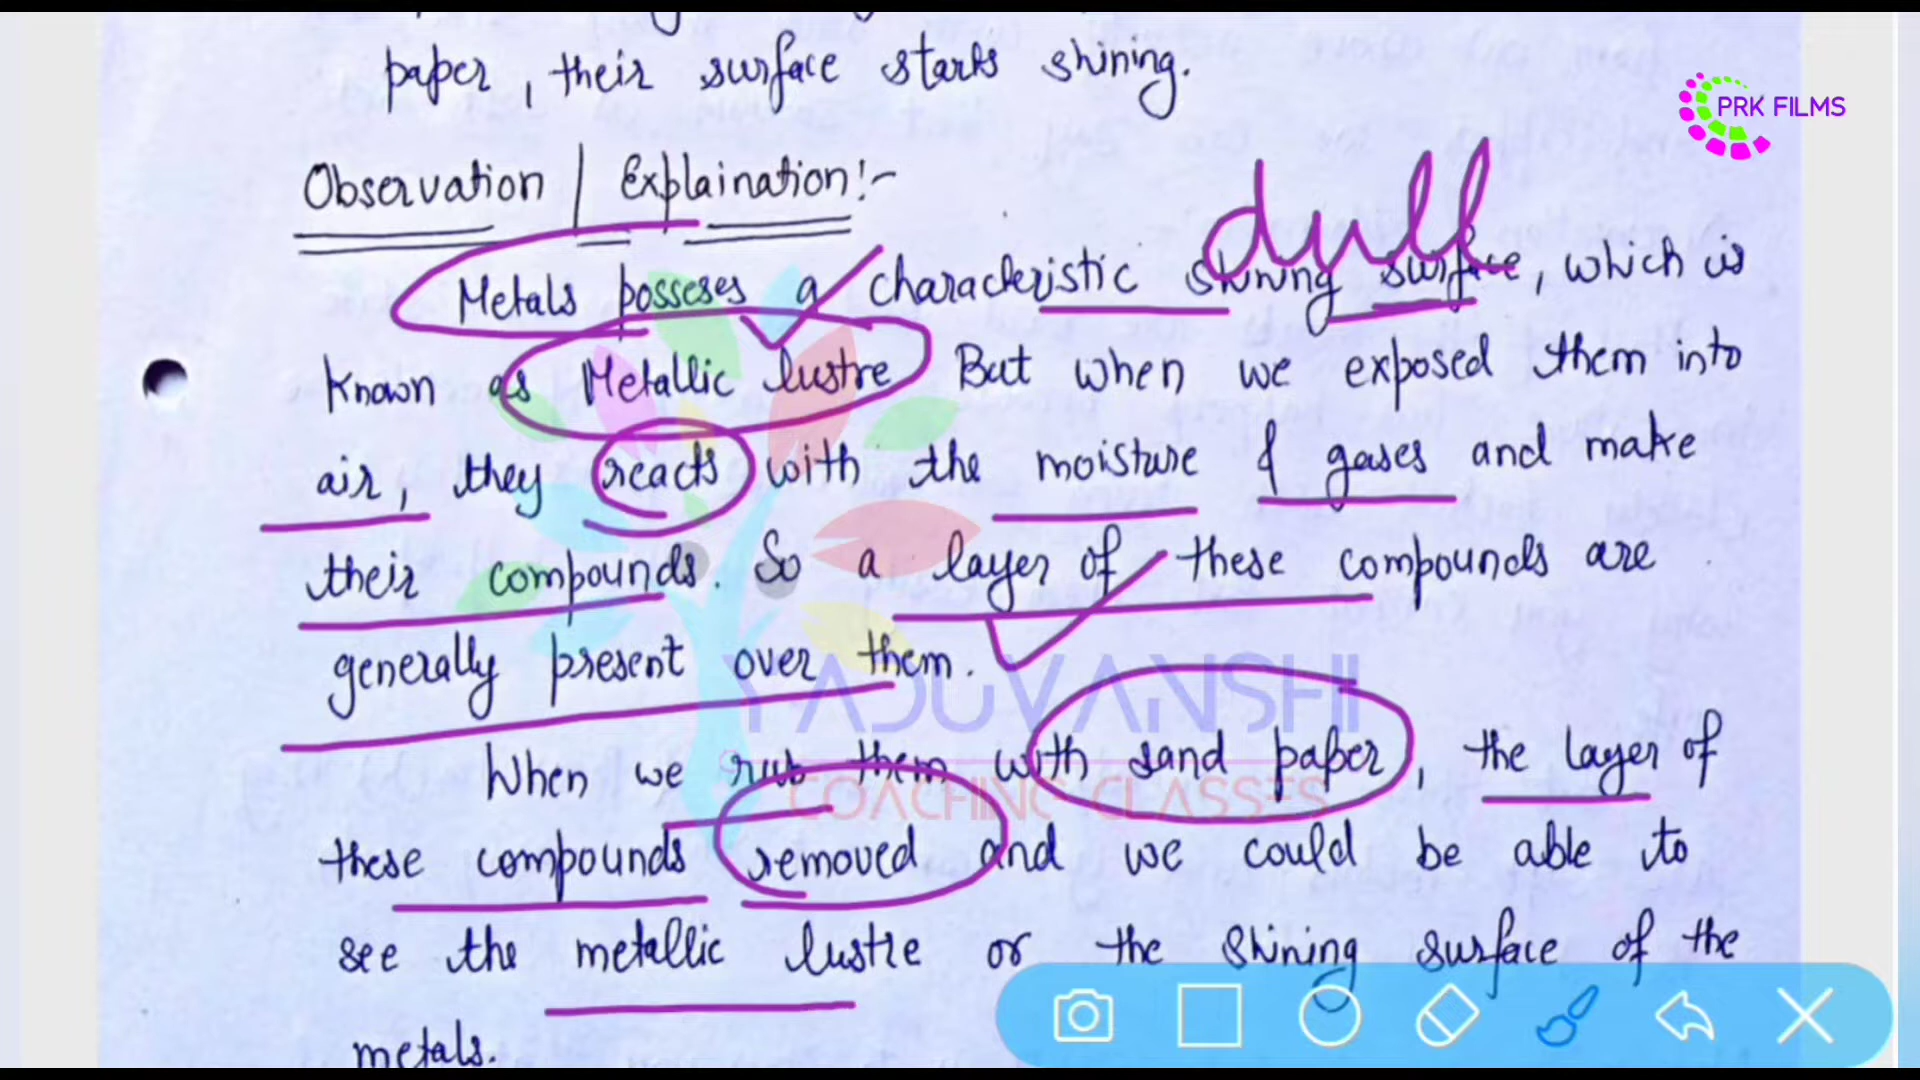 paper, their surface starts shining.
PRK FILMS
Observation / Explaination:-
dull
Metals posseses a characteristic shining surface, which is
known as Metallic lustre But when we exposed them into
air, they reacts with the moisture & gases and make
their compounds. So a layer of these compounds are
generally present over them.
YADUVANSHI
When we rub them with sand paper, the layer of
COACHING CLASSES
these compounds removed and we could be able to
see the metallic lustre or the shining surface of the
metals.